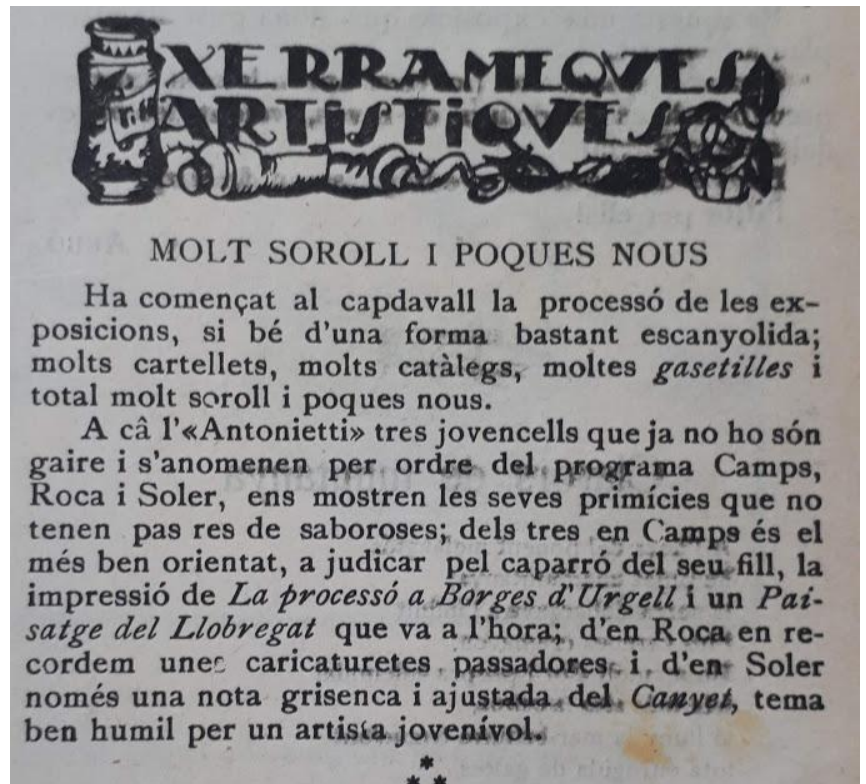 XERRAMEQUES
ARTÍSTIQUES
MOLT SOROLL I POQUES NOUS
Ha començat al capdavall la processó de les ex-
posicions, si bé d'una forma bastant escanyolida;
molts cartellets, molts catàlegs, moltes gasetilles i
total molt soroll i poques nous.
A câ l'«Antonietti» tres jovencells que ja no ho són
gaire i s'anomenen per ordre del programa Camps,
Roca i Soler, ens mostren les seves primícies que no
tenen pas res de saboroses; dels tres en Camps és el
més ben orientat, a judicar pel caparró del seu fill, la
impressió de La processó a Borges d'Urgell i un Pai-
satge del Llobregat que va a l'hora; d'en Roca en re-
cordem unes caricaturetes passadores i d'en Soler
només una nota grisenca i ajustada del Canyet, tema
ben humil per un artista jovenívol.
*
* *